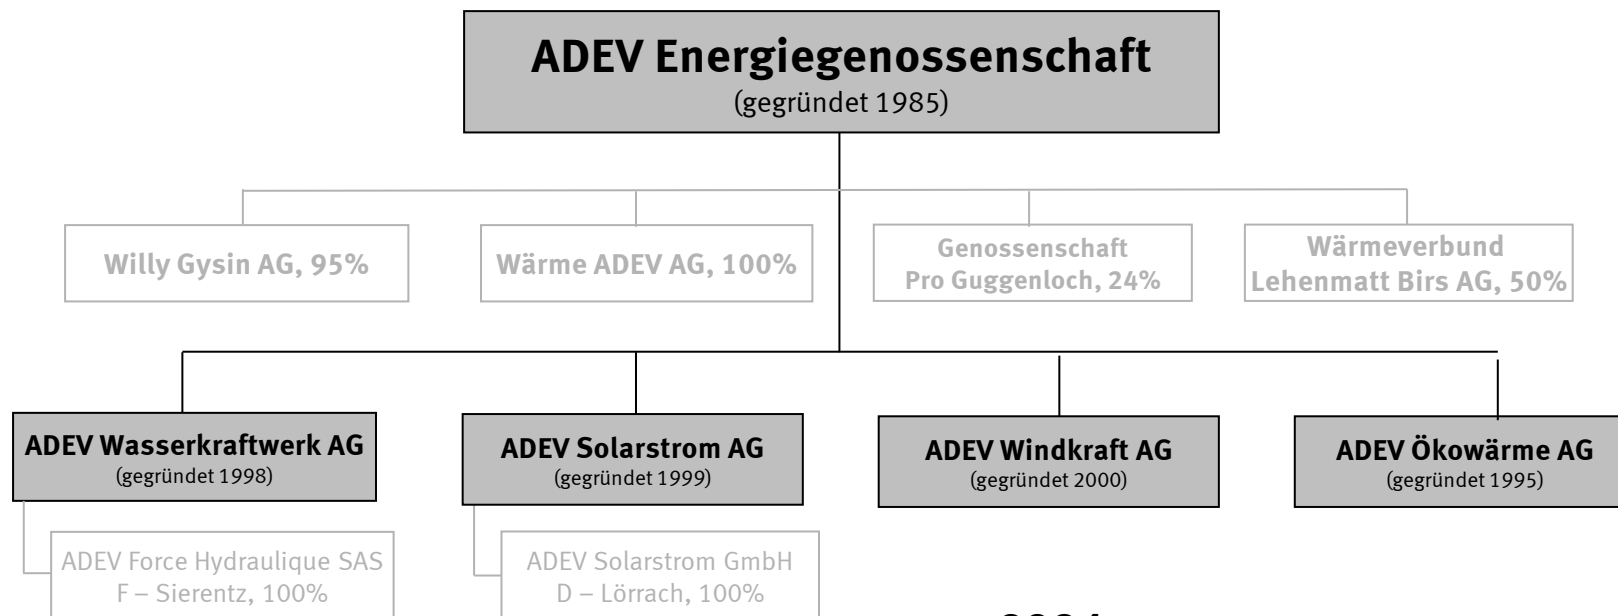 ADEV Energiegenossenschaft
(gegründet 1985)
Willy Gysin AG, 95%
Wärme ADEV AG, 100%
Genossenschaft
Pro Guggenloch, 24%
Wärmeverbund
Lehenmatt Birs AG, 50%
ADEV Wasserkraftwerk AG
(gegründet 1998)
ADEV Solarstrom AG
(gegründet 1999)
ADEV Windkraft AG
(gegründet 2000)
ADEV Ökowärme AG
(gegründet 1995)
ADEV Force Hydraulique SAS
F – Sierentz, 100%
ADEV Solarstrom GmbH
D – Lörrach, 100%